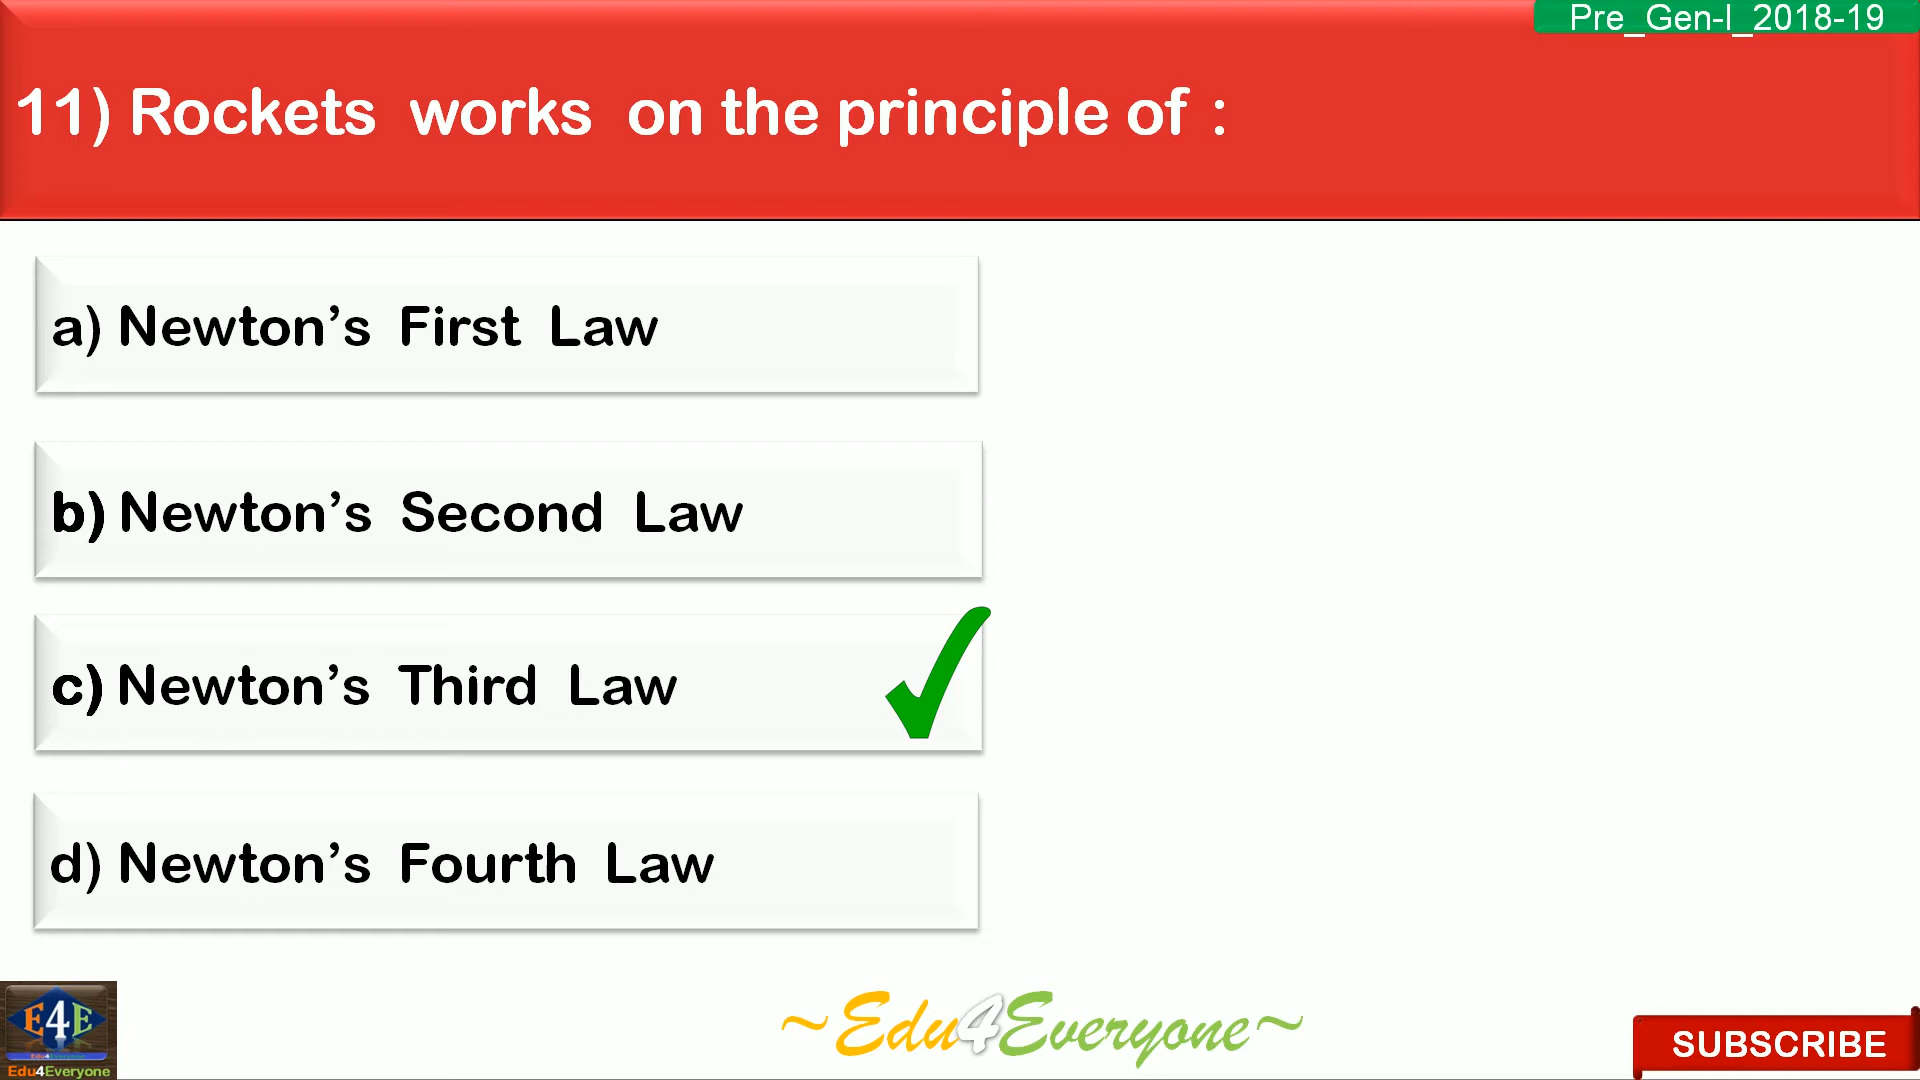 Pre_Gen-I_2018-19
11) Rockets works on the principle of :
a) Newton’s First Law
b) Newton’s Second Law
c) Newton’s Third Law
d) Newton’s Fourth Law
E4E
Edu4Everyone
Edu4Everyone
~Edu4Everyone~
SUBSCRIBE